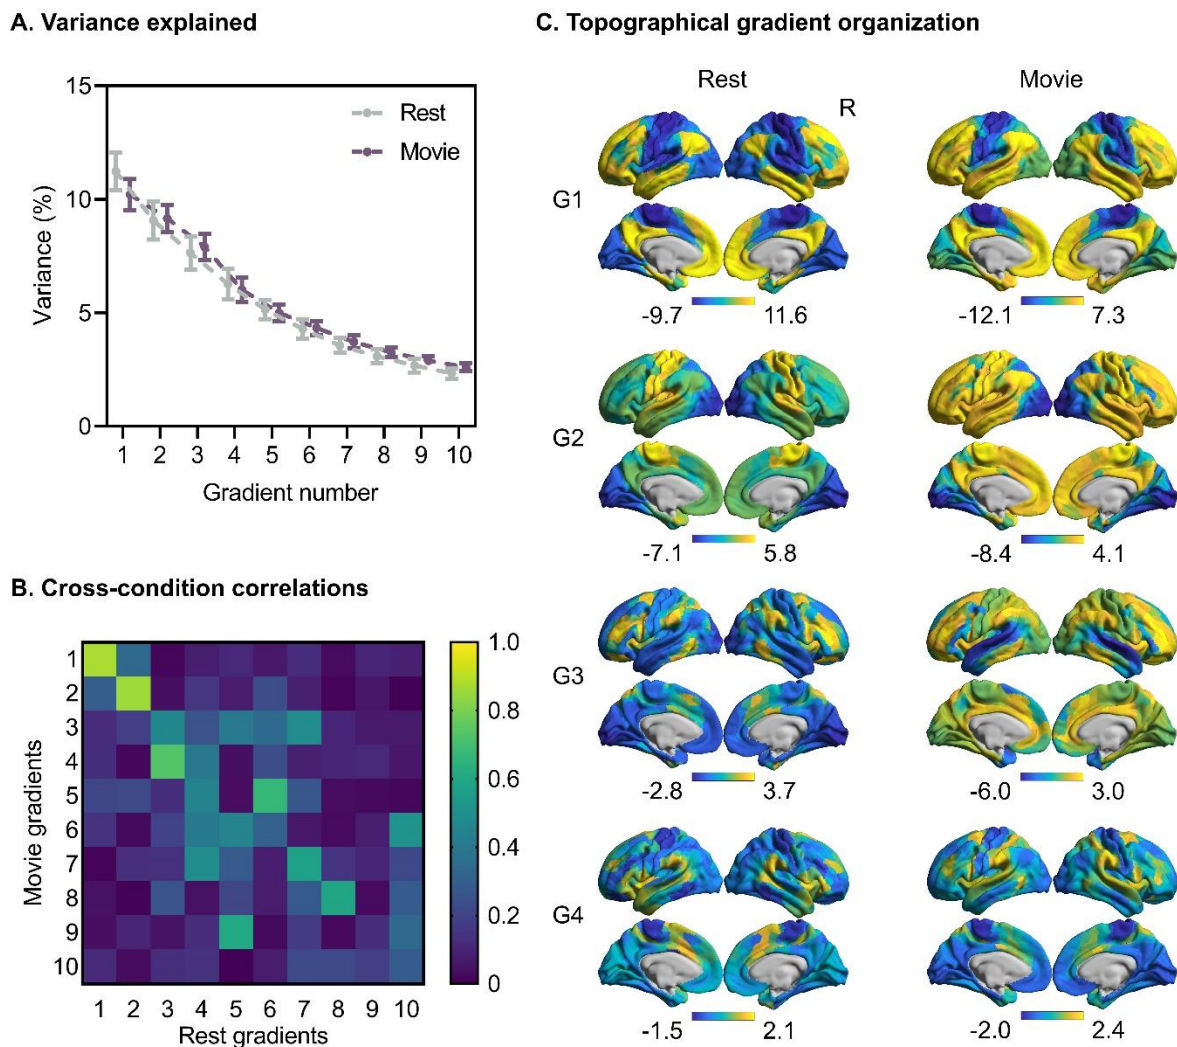 A. Variance explained
15
10
5
0
Variance (%)
Rest
Movie
1 2 3 4 5 6 7 8 9 10
Gradient number
B. Cross-condition correlations
Movie gradients
1
2
3
4
5
6
7
8
9
10
1 2 3 4 5 6 7 8 9 10
Rest gradients
1.0
0.8
0.6
0.4
0.2
0
C. Topographical gradient organization
Rest Movie
R
G1
-9.7 11.6 -12.1 7.3
G2
-7.1 5.8 -8.4 4.1
G3
-2.8 3.7 -6.0 3.0
G4
-1.5 2.1 -2.0 2.4